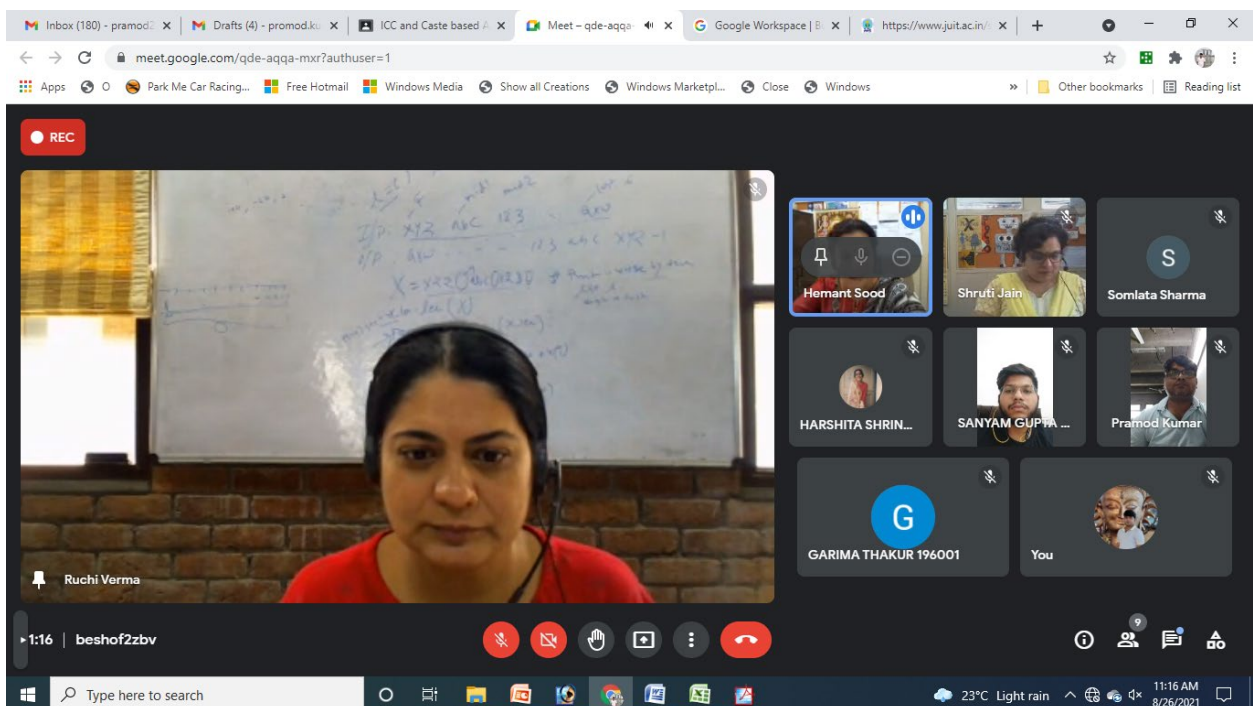 Inbox (180) - pramod2
Drafts (4) - promod.ku
ICC and Caste based A
Meet – qde-aqqa-
Google Workspace | B
https://www.juit.ac.in/
meet.google.com/qde-aqqa-mxr?authuser=1
Apps
O
Park Me Car Racing...
Free Hotmail
Windows Media
Show all Creations
Windows Marketpl...
Close
Windows
»
Other bookmarks
Reading list
REC
I/P: XYZ abc 123
Hemant Sood
Shruti Jain
S
Somlata Sharma
HARSHITA SHRIN...
SANYAM GUPTA ...
Pramod Kumar
G
GARIMA THAKUR 196001
You
Ruchi Verma
1:16 | beshof2zbv
9
Type here to search
23°C Light rain
11:16 AM
8/26/2021